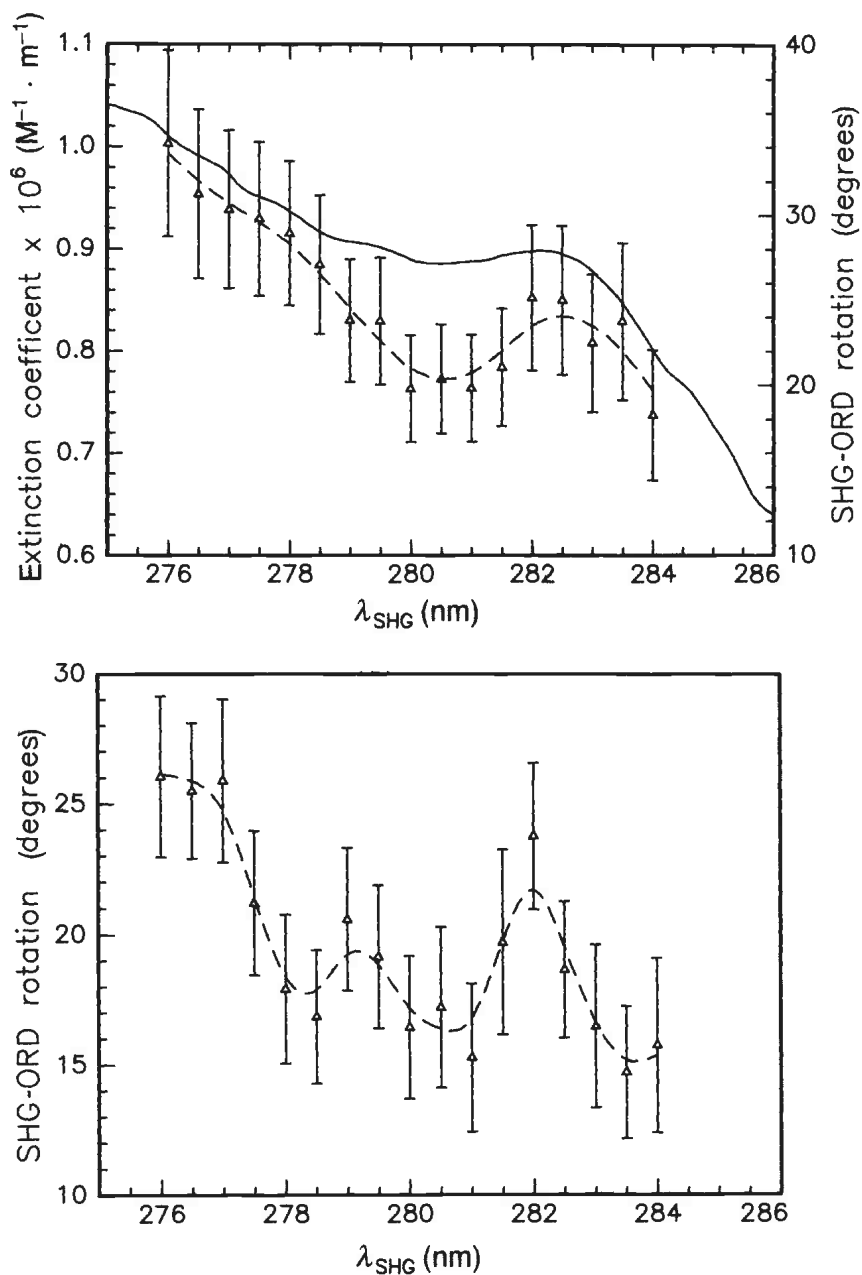 Extinction coefficent x 10⁶ (M⁻¹ · m⁻¹)
1.1
1.0
0.9
0.8
0.7
0.6
40
30
20
10
SHG-ORD rotation (degrees)
276 278 280 282 284 286
λSHG (nm)
SHG-ORD rotation (degrees)
30
25
20
15
10
276 278 280 282 284 286
λSHG (nm)